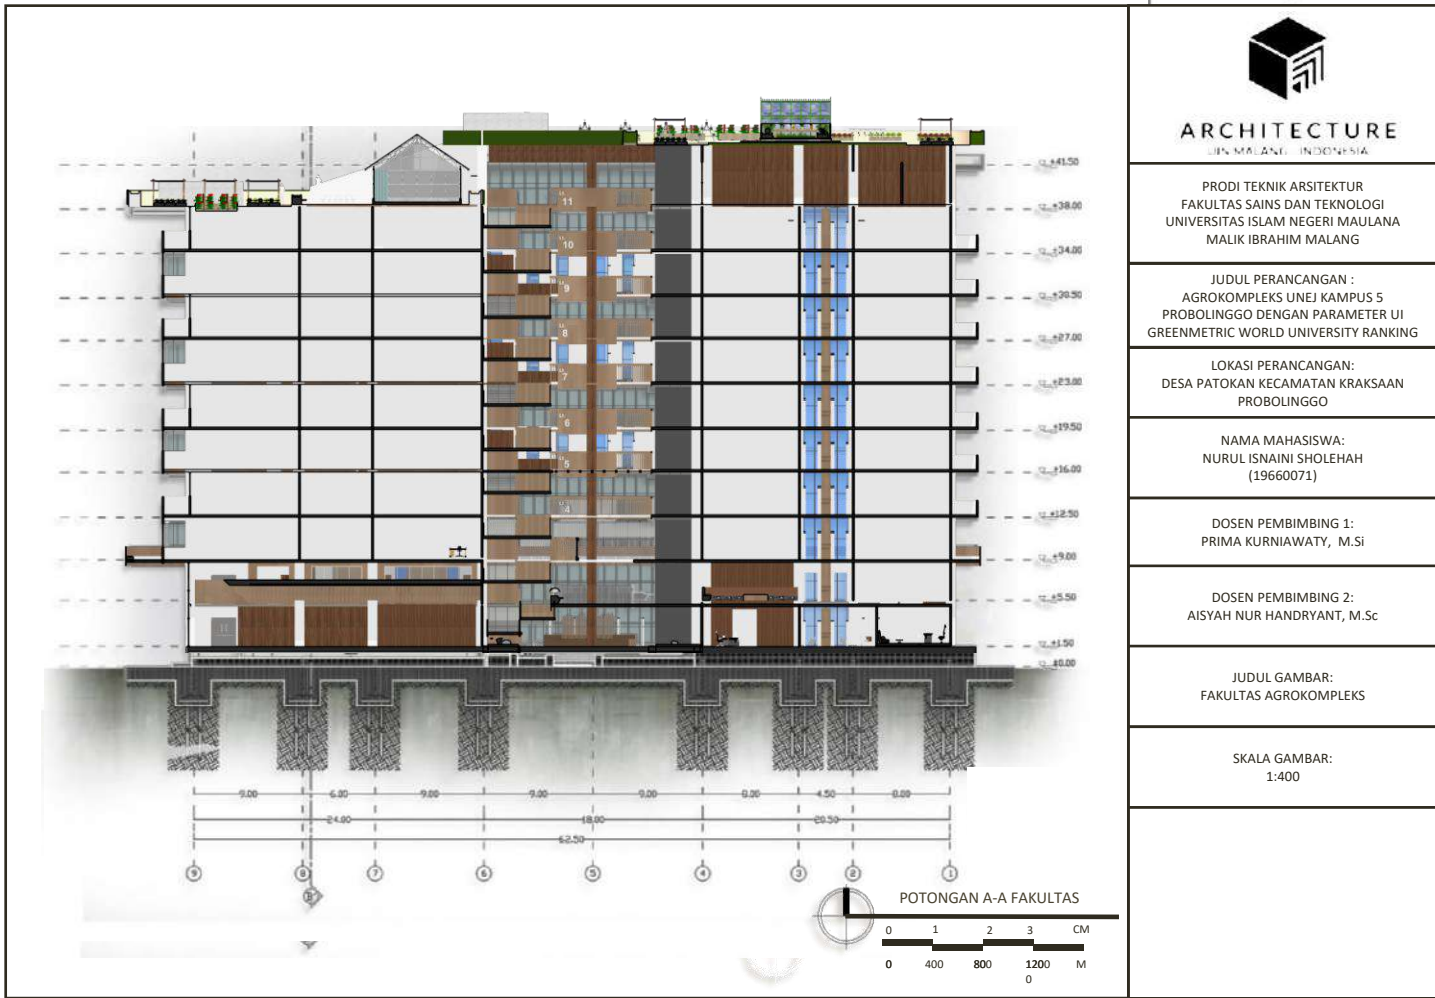 11
10
9
8
7
6
5
4
+41.50
+38.00
+34.00
+30.50
+27.00
+23.00
+19.50
+16.00
+12.50
+9.00
+5.50
+1.50
±0.00
9.00 6.00 9.00 9.00 9.00 8.00 4.50 8.00
24.00 18.00 20.50
62.50
9 8 7 6 5 4 3 2 1
POTONGAN A-A FAKULTAS
0 1 2 3 CM
0 400 800 1200 M
0
ARCHITECTURE
UIN MALANG - INDONESIA
PRODI TEKNIK ARSITEKTUR
FAKULTAS SAINS DAN TEKNOLOGI
UNIVERSITAS ISLAM NEGERI MAULANA
MALIK IBRAHIM MALANG
JUDUL PERANCANGAN :
AGROKOMPLEKS UNEJ KAMPUS 5
PROBOLINGGO DENGAN PARAMETER UI
GREENMETRIC WORLD UNIVERSITY RANKING
LOKASI PERANCANGAN:
DESA PATOKAN KECAMATAN KRAKSAAN
PROBOLINGGO
NAMA MAHASISWA:
NURUL ISNAINI SHOLEHAH
(19660071)
DOSEN PEMBIMBING 1:
PRIMA KURNIAWATY, M.Si
DOSEN PEMBIMBING 2:
AISYAH NUR HANDRYANT, M.Sc
JUDUL GAMBAR:
FAKULTAS AGROKOMPLEKS
SKALA GAMBAR:
1:400